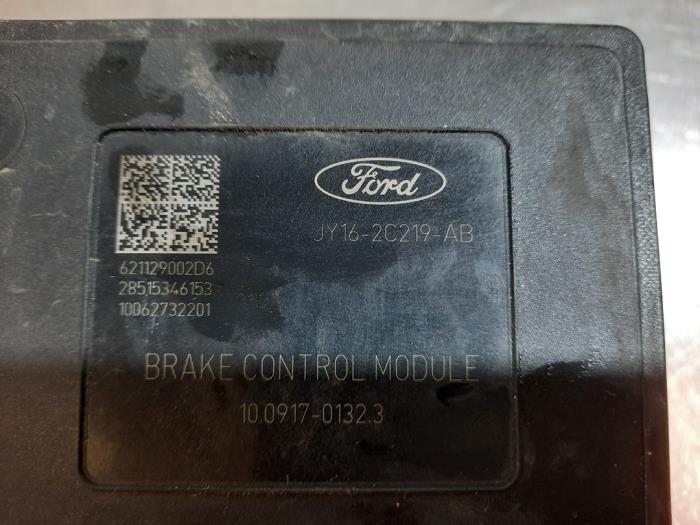 Ford
JY16-2C219-AB
621129002D6
28515346153
10062732201
BRAKE CONTROL MODULE
10.0917-0132.3